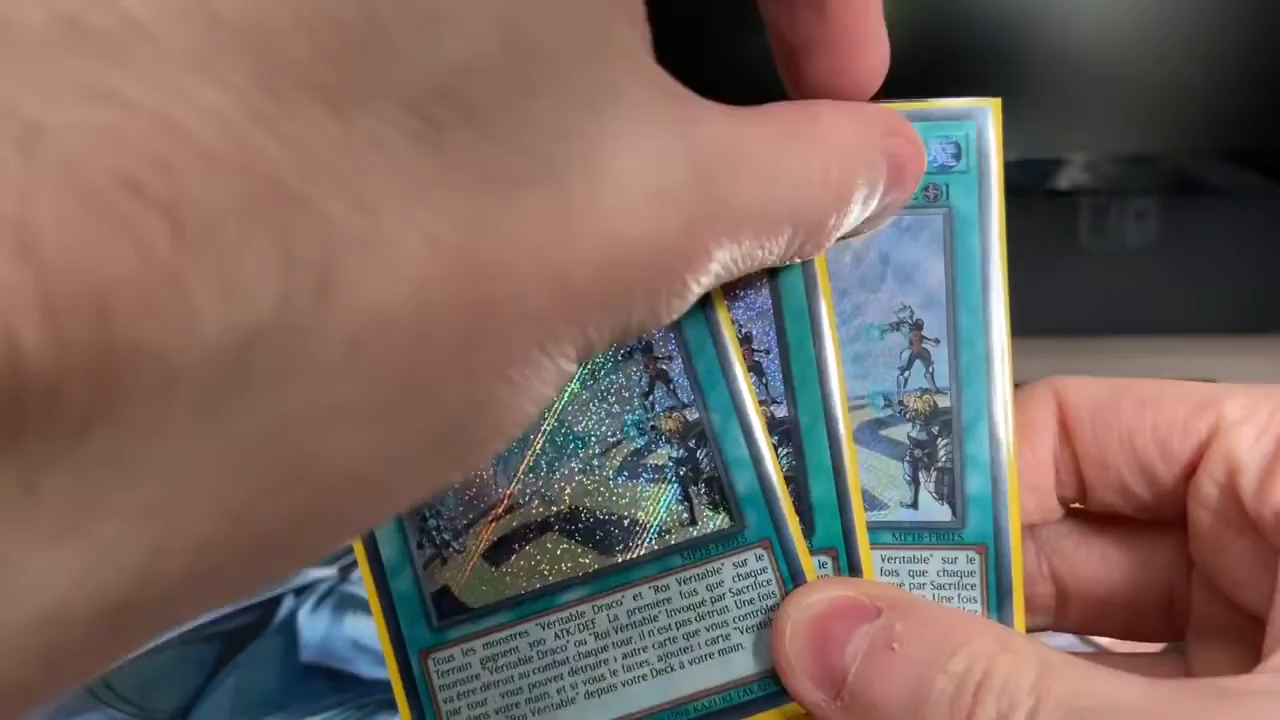 MP18-FR015
Tous les monstres "Véritable Draco" et "Roi Véritable" sur le
Terrain gagnent 300 ATK/DEF. La première fois que chaque
monstre "Véritable Draco" ou "Roi Véritable" Invoqué par Sacrifice
va être détruit au combat chaque tour, il n'est pas détruit. Une fois
par tour : vous pouvez détruire 1 autre carte que vous contrôlez
dans votre main, et si vous le faites, ajoutez 1 carte "Véritable
"Roi Véritable" depuis votre Deck à votre main.
KAZUKI TAKA
le
MP18-FR015
Véritable" sur le
fois que chaque
ué par Sacrifice
Une fois